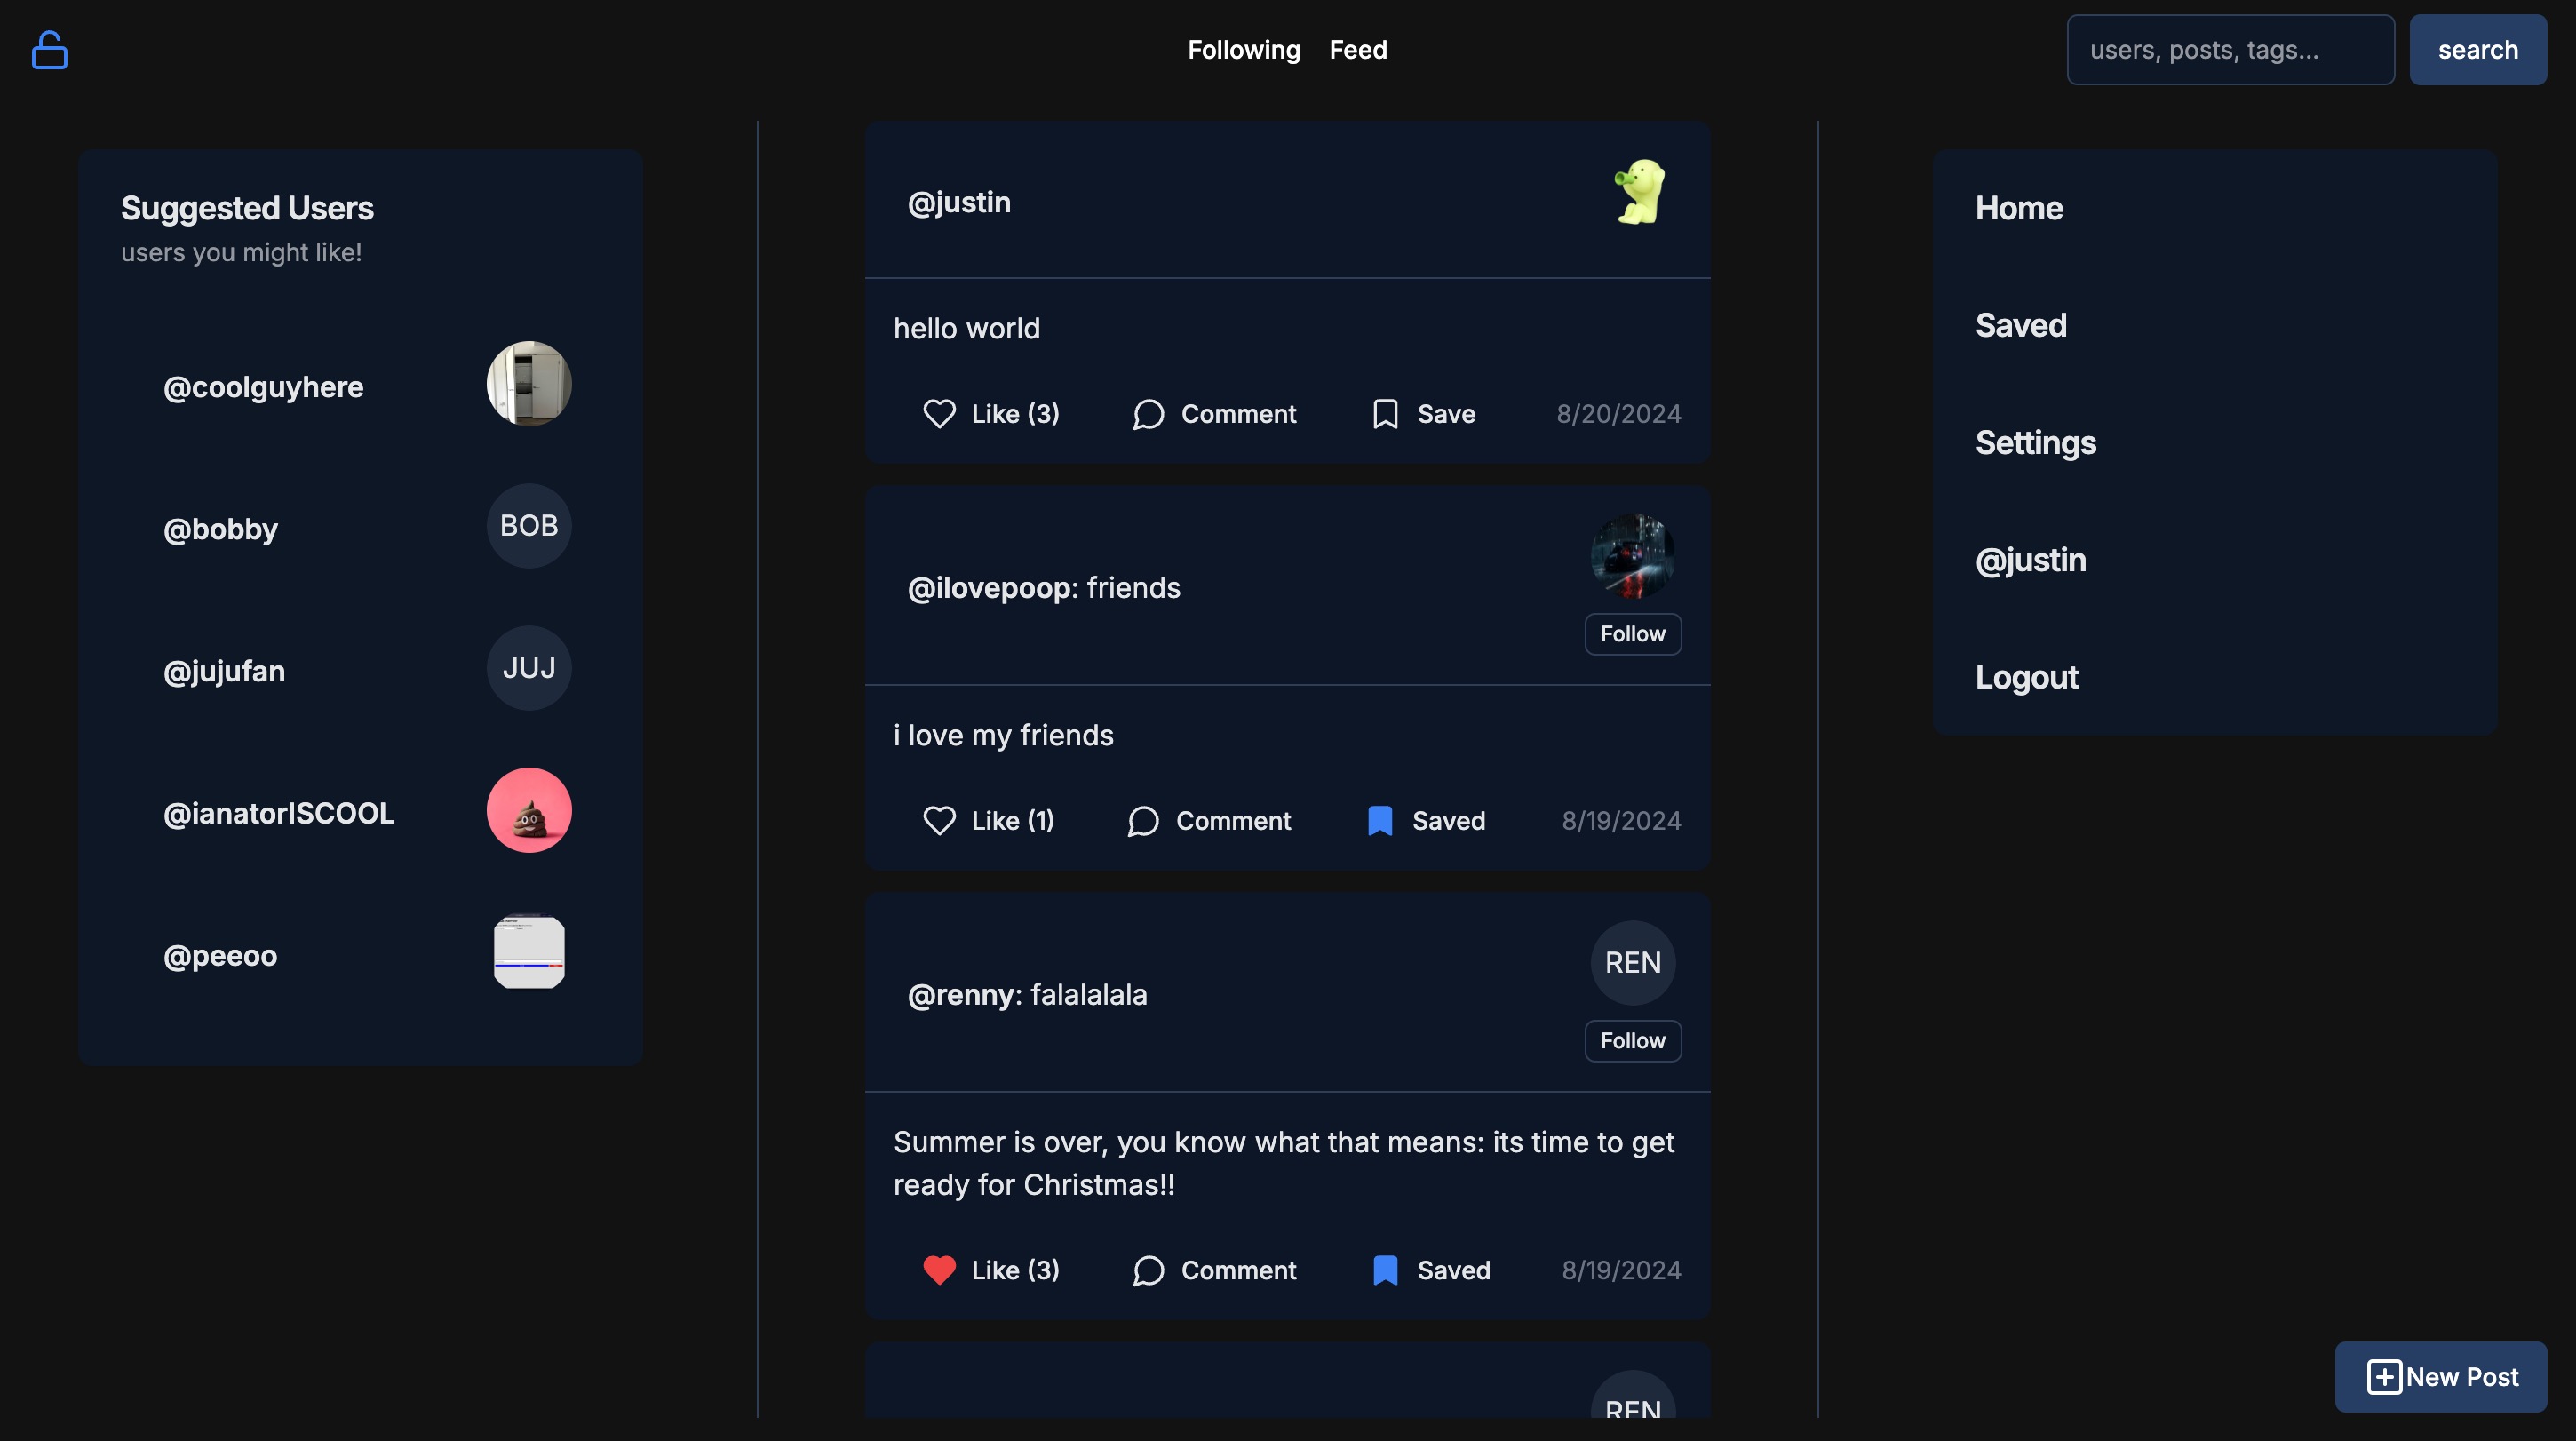 Following Feed
users, posts, tags...
search
Suggested Users
users you might like!
@coolguyhere
@bobby
BOB
@jujufan
JUJ
@ianatorISCOOL
@peeoo
@justin
hello world
Like (3) Comment Save 8/20/2024
@ilovepoop: friends
Follow
i love my friends
Like (1) Comment Saved 8/19/2024
REN
@renny: falalalala
Follow
Summer is over, you know what that means: its time to get
ready for Christmas!!
Like (3) Comment Saved 8/19/2024
REN
Home
Saved
Settings
@justin
Logout
New Post